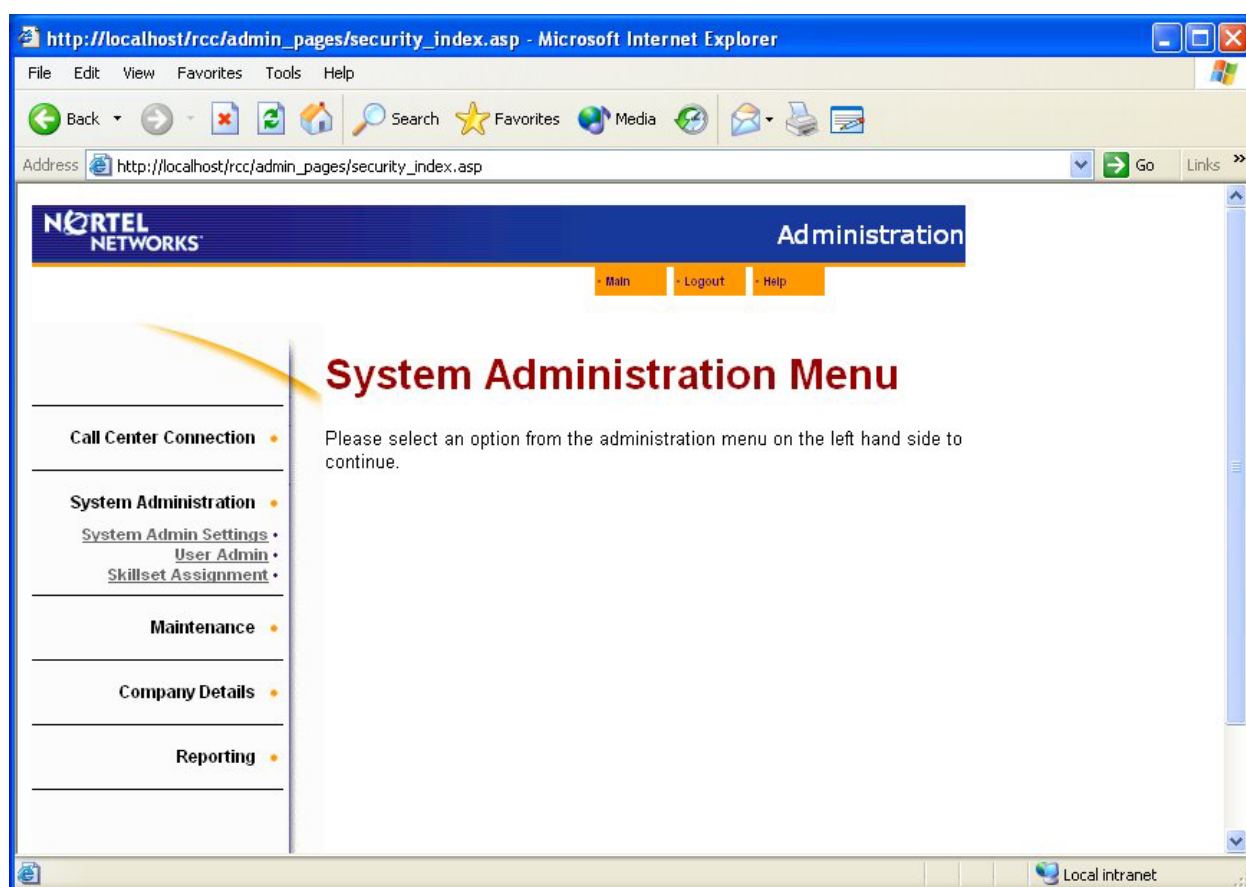 http://localhost/rcc/admin_pages/security_index.asp - Microsoft Internet Explorer
File Edit View Favorites Tools Help
Back Search Favorites Media
Address http://localhost/rcc/admin_pages/security_index.asp Go Links »
NORTEL
NETWORKS
Administration
Main Logout Help
System Administration Menu
Please select an option from the administration menu on the left hand side to
continue.
Call Center Connection
System Administration
System Admin Settings
User Admin
Skillset Assignment
Maintenance
Company Details
Reporting
Local intranet